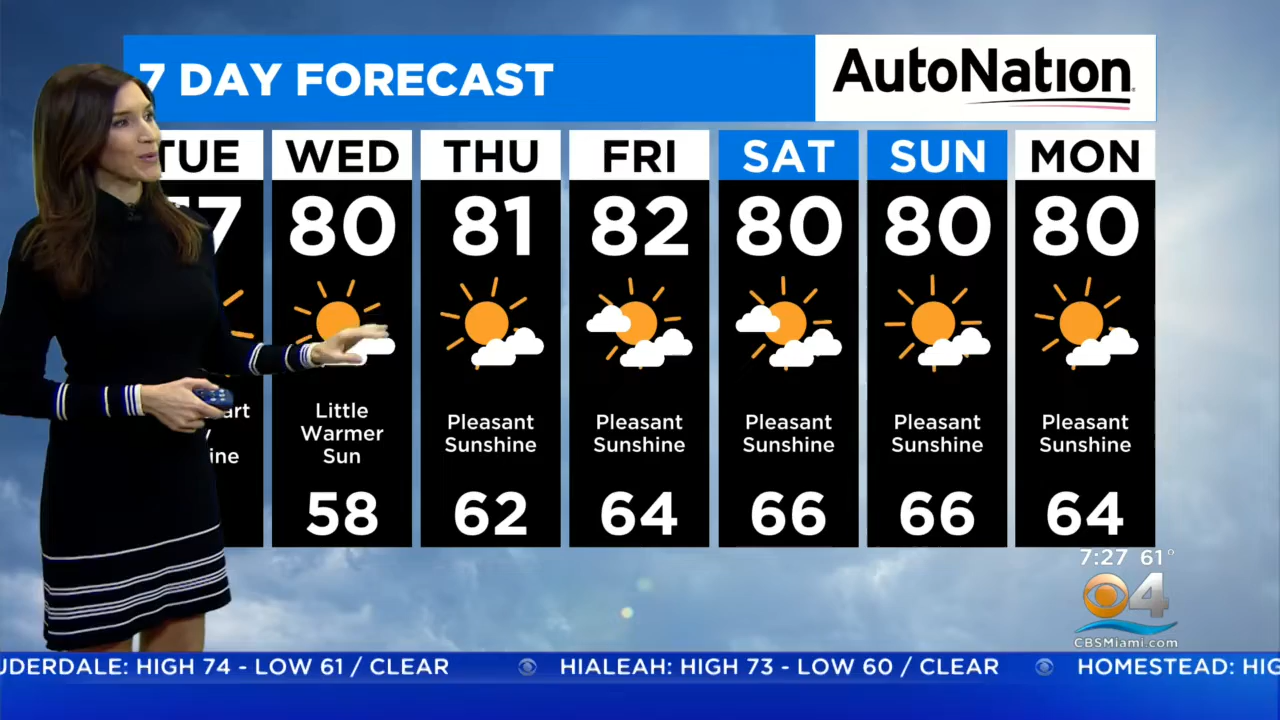 7 DAY FORECAST
AutoNation
TUE WED THU FRI SAT SUN MON
80 81 82 80 80 80
Little Warmer Sun
Pleasant Sunshine
Pleasant Sunshine
Pleasant Sunshine
Pleasant Sunshine
Pleasant Sunshine
58 62 64 66 66 64
7:27 61°
4
CBSMiami.com
UDERDALE: HIGH 74 - LOW 61 / CLEAR
HIALEAH: HIGH 73 - LOW 60 / CLEAR
HOMESTEAD: HIG